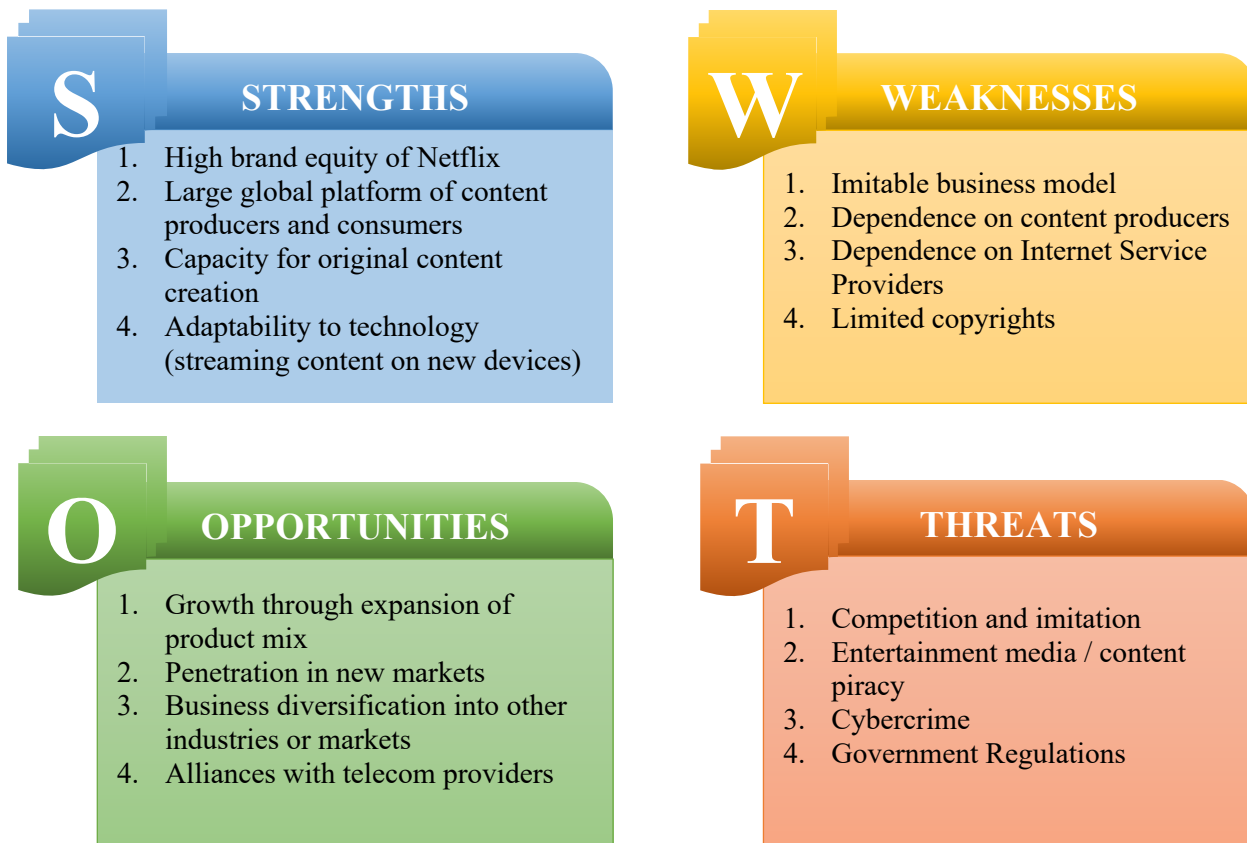 S
STRENGTHS
1. High brand equity of Netflix
2. Large global platform of content
producers and consumers
3. Capacity for original content
creation
4. Adaptability to technology
(streaming content on new devices)
W
WEAKNESSES
1. Imitable business model
2. Dependence on content producers
3. Dependence on Internet Service
Providers
4. Limited copyrights
O
OPPORTUNITIES
1. Growth through expansion of
product mix
2. Penetration in new markets
3. Business diversification into other
industries or markets
4. Alliances with telecom providers
T
THREATS
1. Competition and imitation
2. Entertainment media / content
piracy
3. Cybercrime
4. Government Regulations